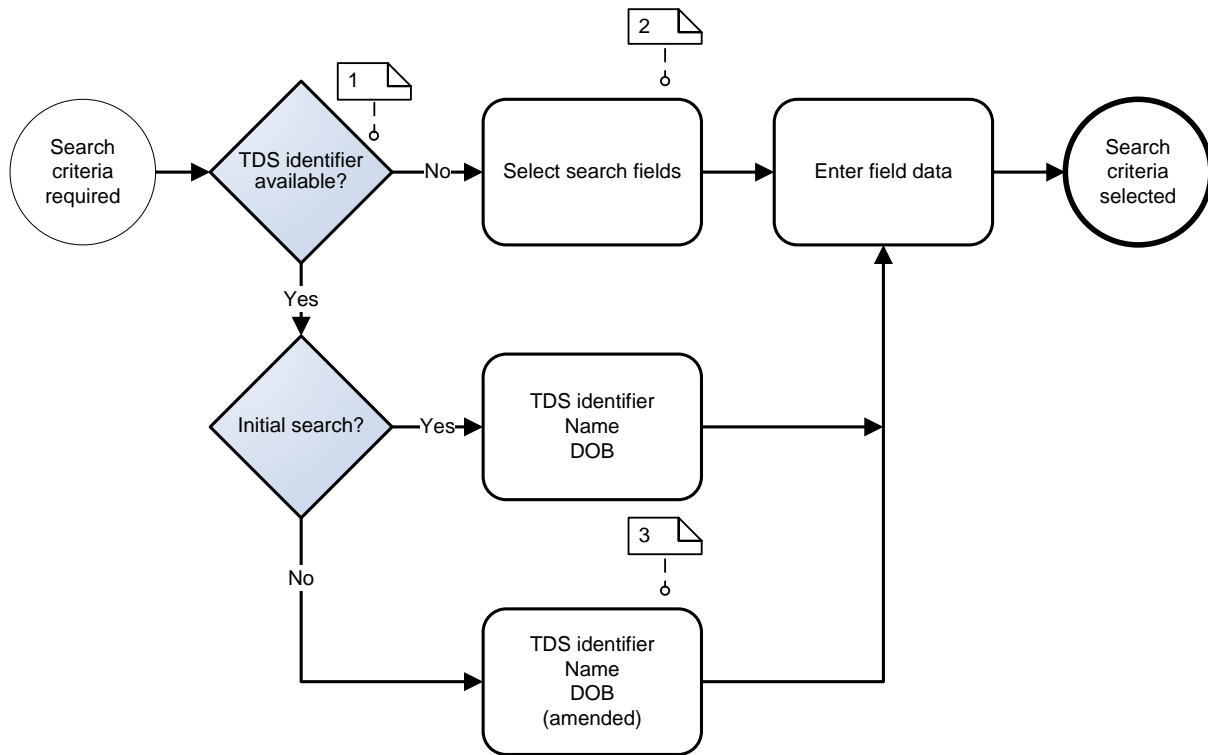 2
1
Search
criteria
required
TDS identifier
available?
No
Select search fields
Enter field data
Search
criteria
selected
Yes
Initial search?
Yes
TDS identifier
Name
DOB
3
No
TDS identifier
Name
DOB
(amended)